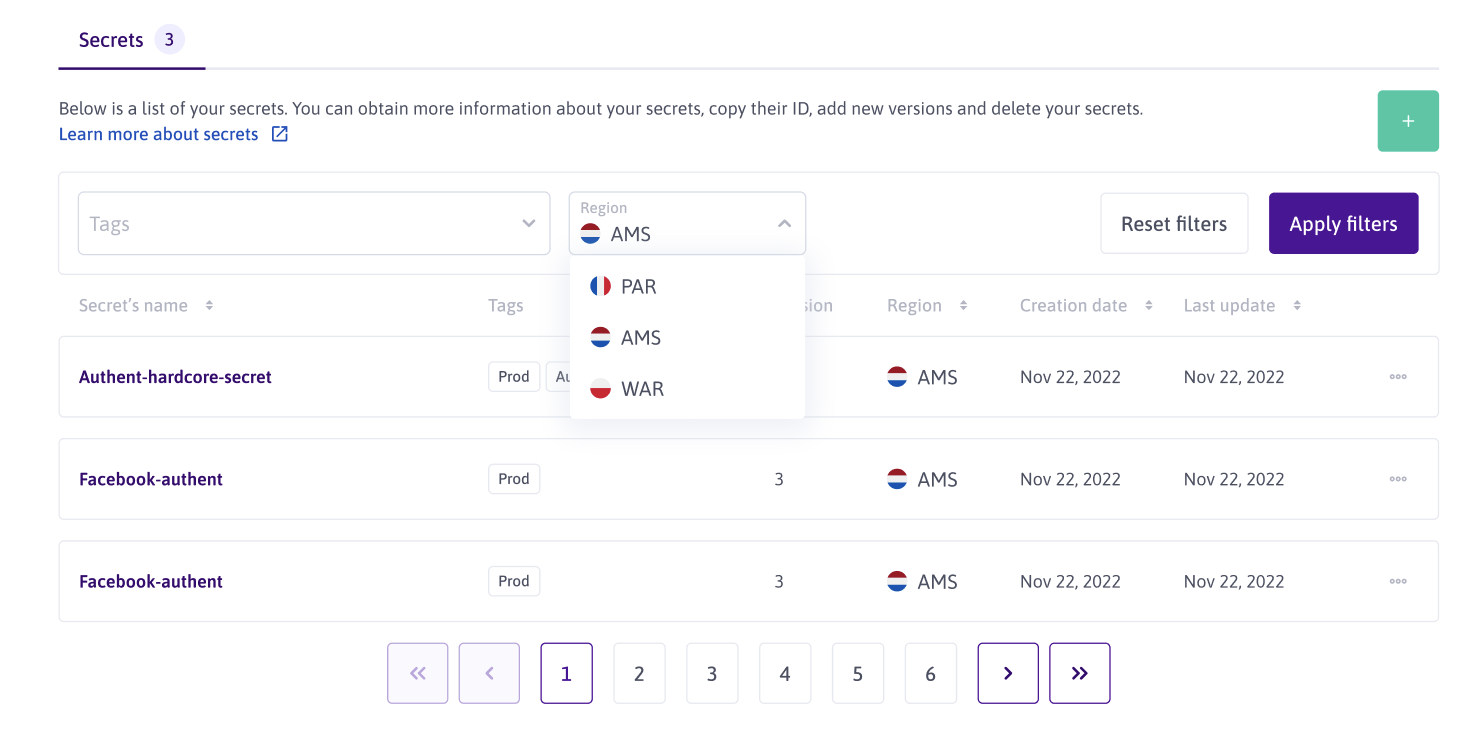 Secrets 3
Below is a list of your secrets. You can obtain more information about your secrets, copy their ID, add new versions and delete your secrets.
Learn more about secrets
+
Tags
Region
AMS
Reset filters
Apply filters
PAR
AMS
WAR
Secret’s name Tags Region Creation date Last update
Authent-hardcore-secret Prod AMS Nov 22, 2022 Nov 22, 2022
Facebook-authent Prod 3 AMS Nov 22, 2022 Nov 22, 2022
Facebook-authent Prod 3 AMS Nov 22, 2022 Nov 22, 2022
1 2 3 4 5 6